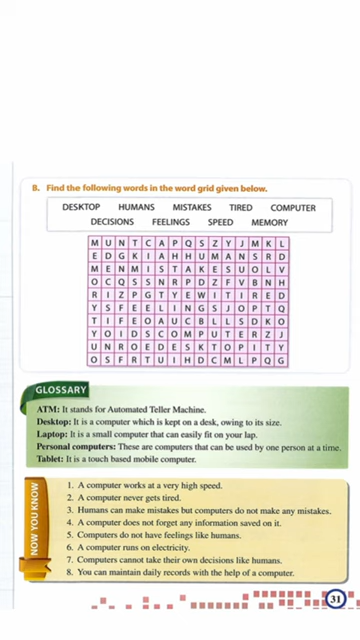 B. Find the following words in the word grid given below.
DESKTOP HUMANS MISTAKES TIRED COMPUTER
DECISIONS FEELINGS SPEED MEMORY
M U N T C A P Q S Z Y J M K L
E D G K I A H H U M A N S R D
M E N M I S T A K E S U O L V
O C Q S S N R P D Z F V B N H
R I Z P G T Y E W I T I R E D
Y S F E E L I N G S J O P T Q
T I F E O A U C B L L S D K O
Y O I D S C O M P U T E R Z J
U N R O E D E S K T O P I T Y
O S F R T U I H D C M L P Q G
GLOSSARY
ATM: It stands for Automated Teller Machine.
Desktop: It is a computer which is kept on a desk, owing to its size.
Laptop: It is a small computer that can easily fit on your lap.
Personal computers: These are computers that can be used by one person at a time.
Tablet: It is a touch based mobile computer.
NOW YOU KNOW
1. A computer works at a very high speed.
2. A computer never gets tired.
3. Humans can make mistakes but computers do not make any mistakes.
4. A computer does not forget any information saved on it.
5. Computers do not have feelings like humans.
6. A computer runs on electricity.
7. Computers cannot take their own decisions like humans.
8. You can maintain daily records with the help of a computer.
31